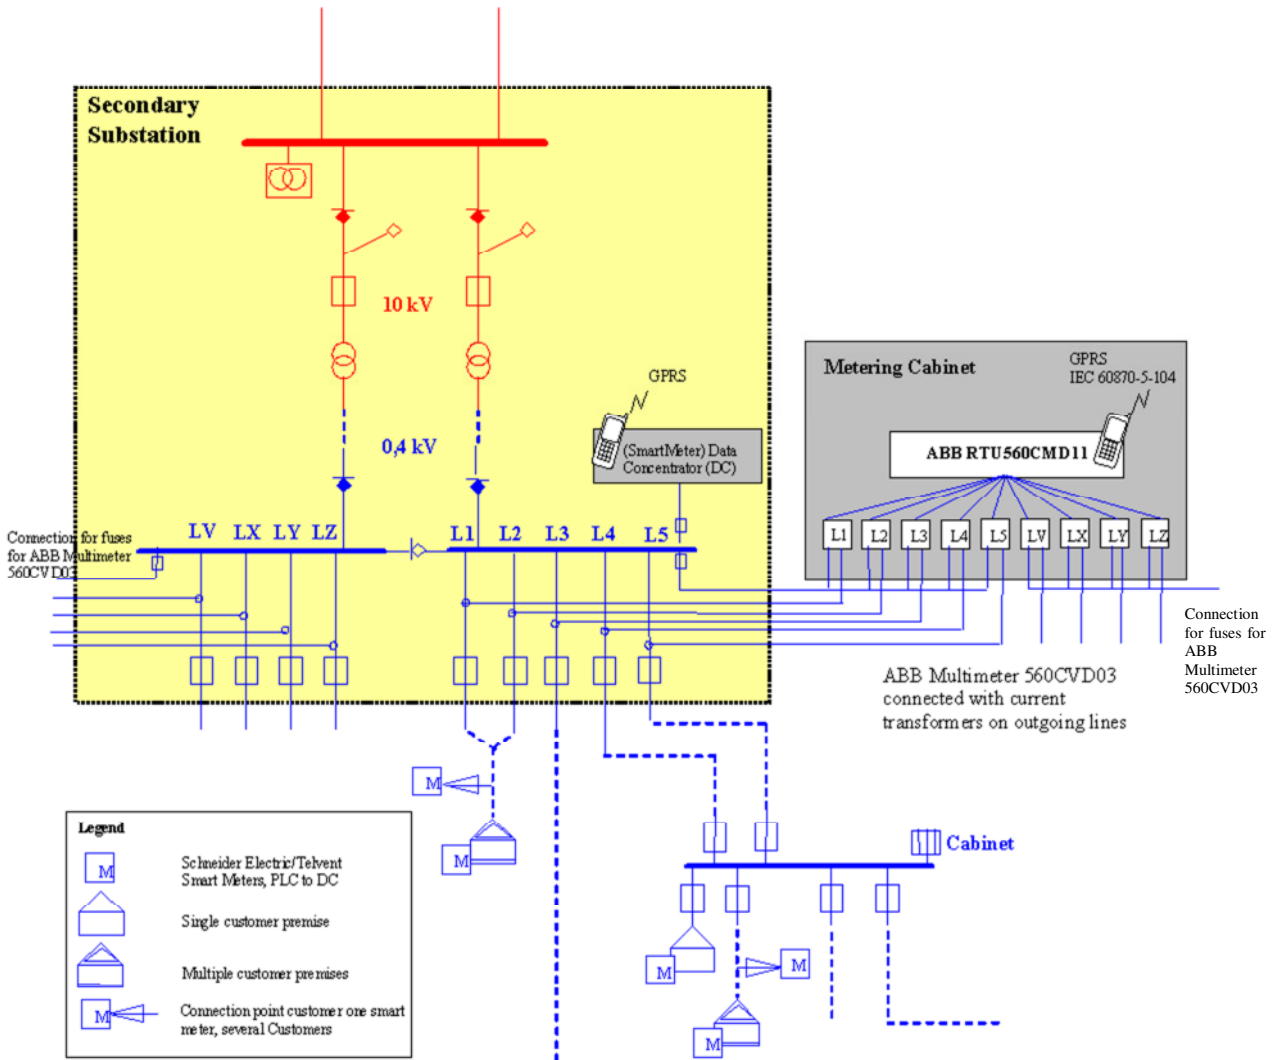 Secondary
Substation
10 kV
0,4 kV
GPRS
(SmartMeter) Data
Concentrator (DC)
Metering Cabinet
GPRS
IEC 60870-5-104
ABB RTU560CMD11
L1 L2 L3 L4 L5 LV LX LY LZ
LV LX LY LZ L1 L2 L3 L4 L5
Connection for fuses
for ABB Multimeter
560CVD03
Connection
for fuses for
ABB
Multimeter
560CVD03
ABB Multimeter 560CVD03
connected with current
transformers on outgoing lines
M
M
Cabinet
M
M
M
Legend
M
Schneider Electric/Telvent
Smart Meters, PLC to DC
Single customer premise
Multiple customer premises
M
Connection point customer one smart
meter, several Customers